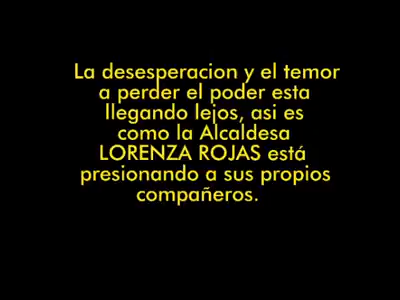 La desesperacion y el temor
a perder el poder esta
llegando lejos, asi es
como la Alcaldesa
LORENZA ROJAS está
presionando a sus propios
compañeros.